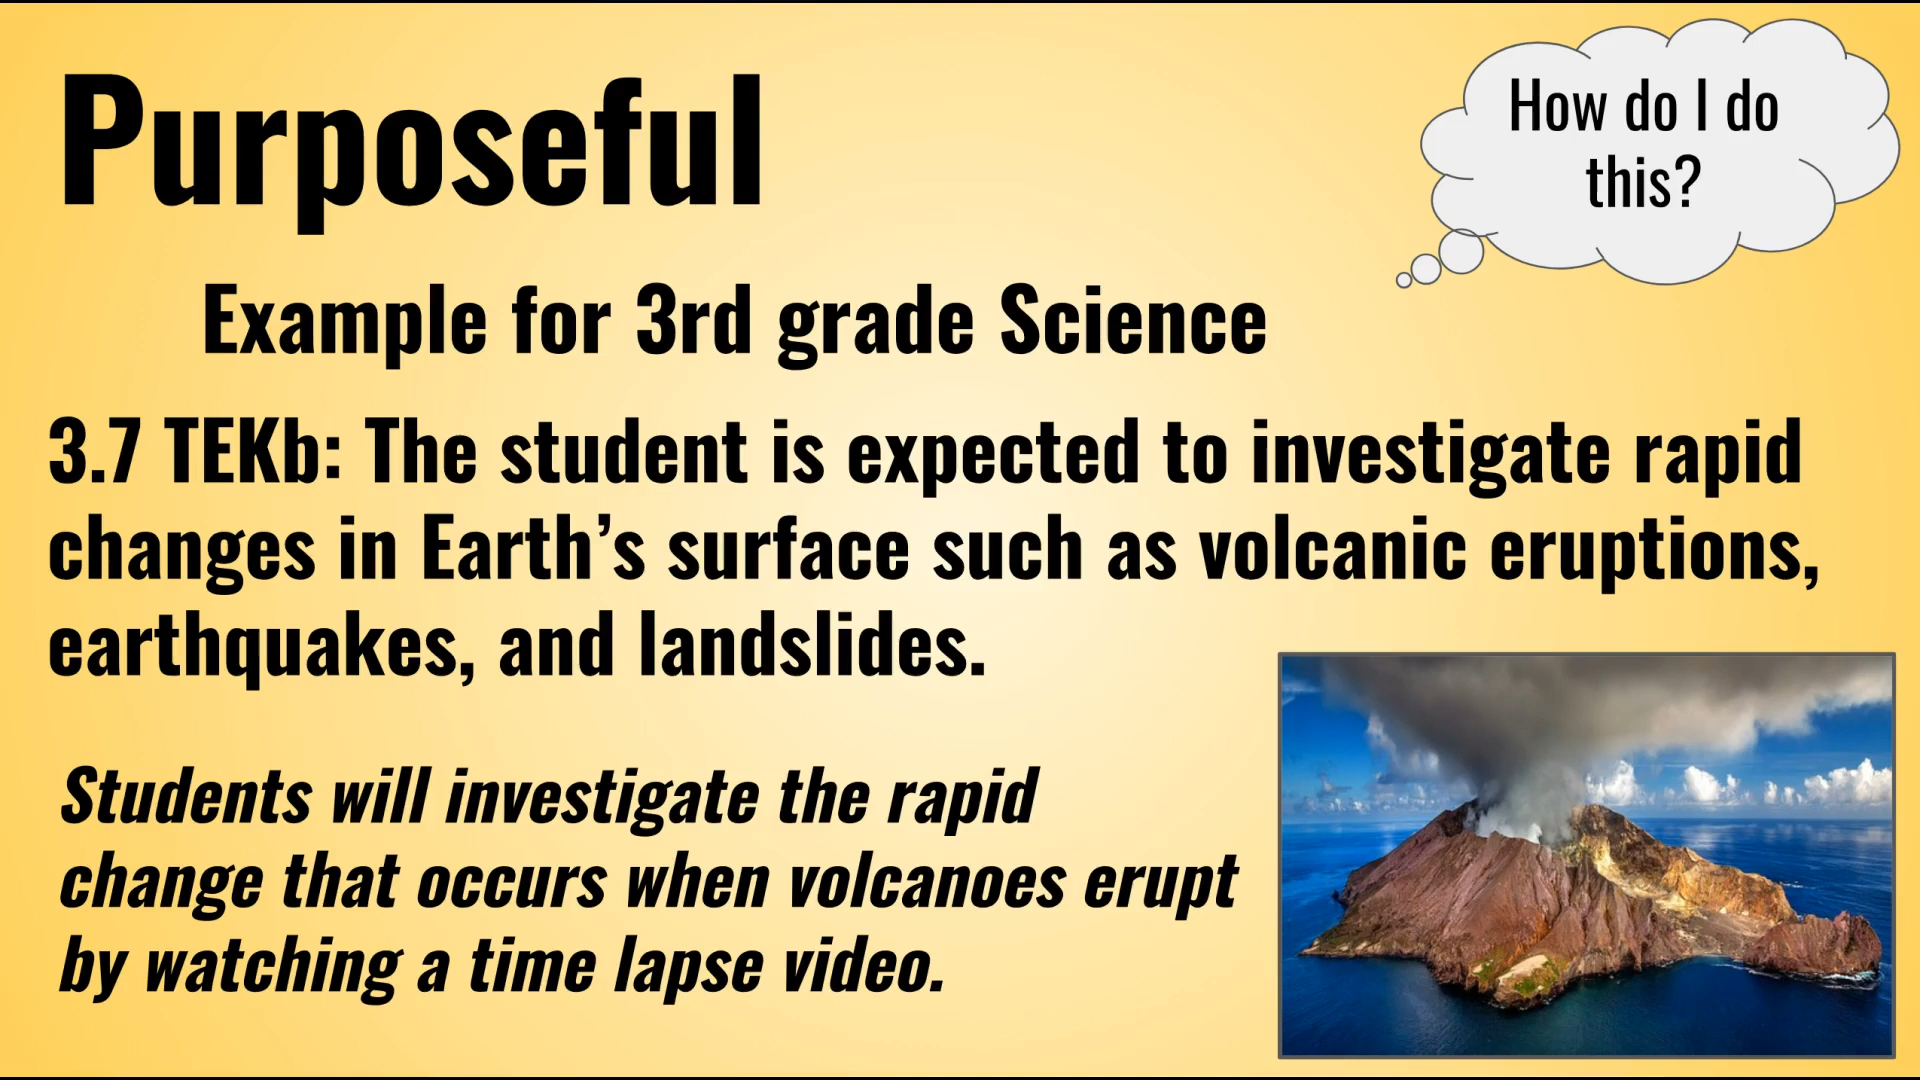 Purposeful
How do I do
this?
Example for 3rd grade Science
3.7 TEKb: The student is expected to investigate rapid
changes in Earth’s surface such as volcanic eruptions,
earthquakes, and landslides.
Students will investigate the rapid
change that occurs when volcanoes erupt
by watching a time lapse video.